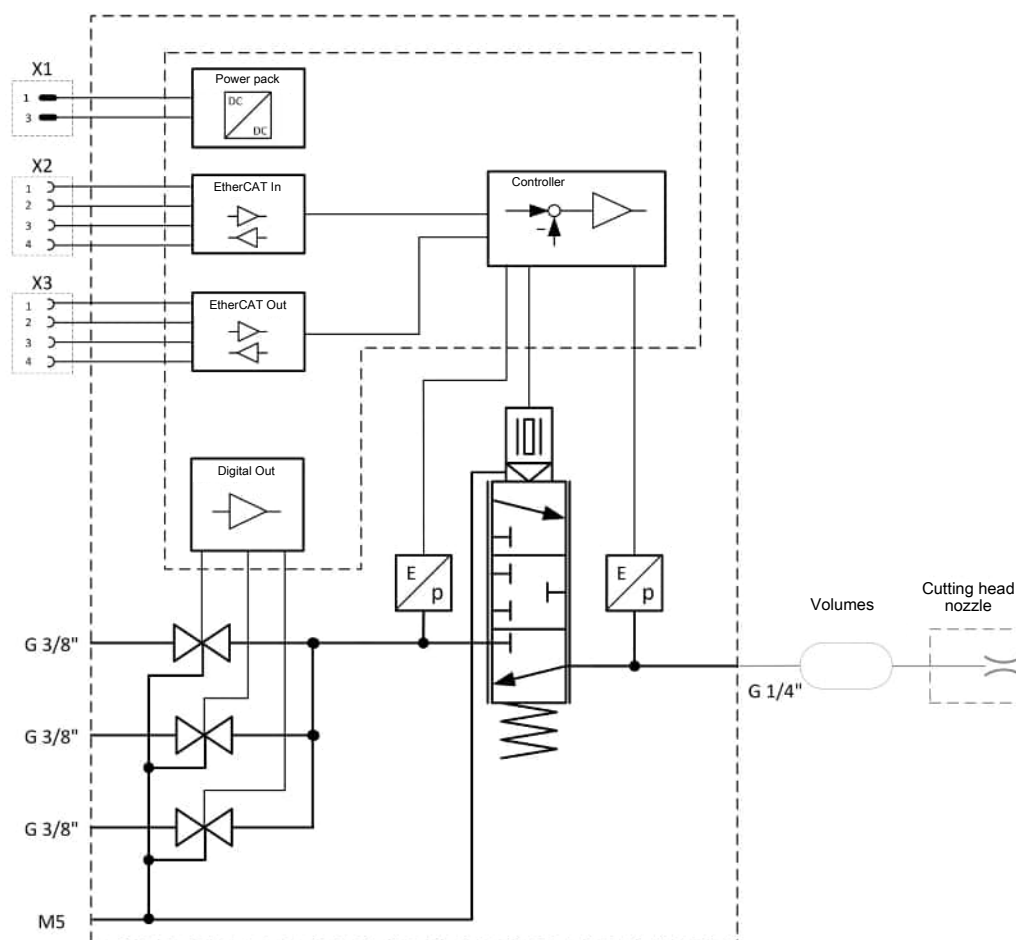 X1
1
3
Power pack
DC
DC
X2
1
2
3
4
EtherCAT In
Controller
X3
1
2
3
4
EtherCAT Out
Digital Out
E
p
E
p
Volumes
Cutting head
nozzle
G 3/8"
G 1/4"
G 3/8"
G 3/8"
M5